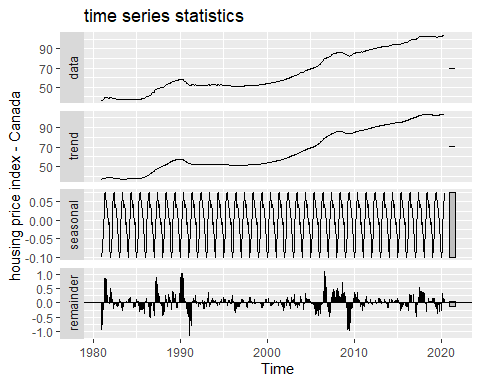 time series statistics
housing price index - Canada
data
90
70
50
trend
90
70
50
seasonal
0.05
0.00
-0.05
-0.10
remainder
1.0
0.5
0.0
-0.5
-1.0
1980 1990 2000 2010 2020
Time